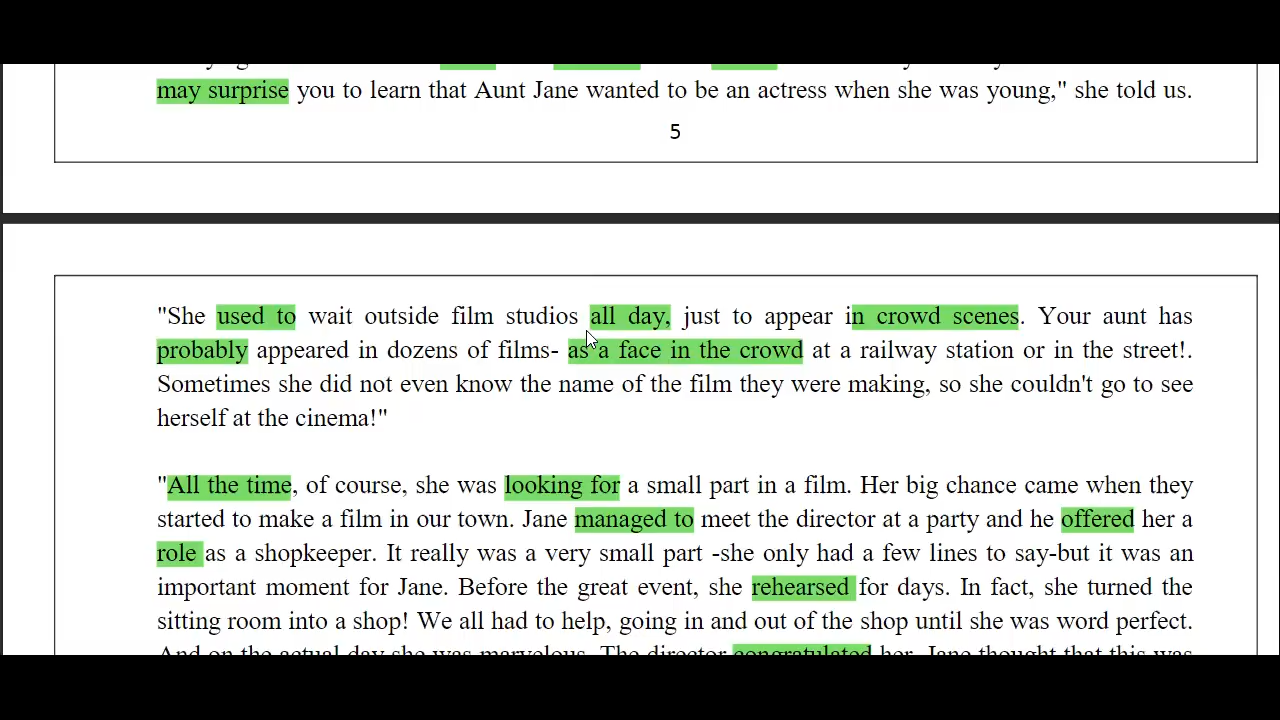 may surprise you to learn that Aunt Jane wanted to be an actress when she was young," she told us.
5
"She used to wait outside film studios all day, just to appear in crowd scenes. Your aunt has
probably appeared in dozens of films- as a face in the crowd at a railway station or in the street!.
Sometimes she did not even know the name of the film they were making, so she couldn't go to see
herself at the cinema!"
"All the time, of course, she was looking for a small part in a film. Her big chance came when they
started to make a film in our town. Jane managed to meet the director at a party and he offered her a
role as a shopkeeper. It really was a very small part -she only had a few lines to say-but it was an
important moment for Jane. Before the great event, she rehearsed for days. In fact, she turned the
sitting room into a shop! We all had to help, going in and out of the shop until she was word perfect.
And on the actual day she was marvelous. The director congratulated her. Jane thought that this was